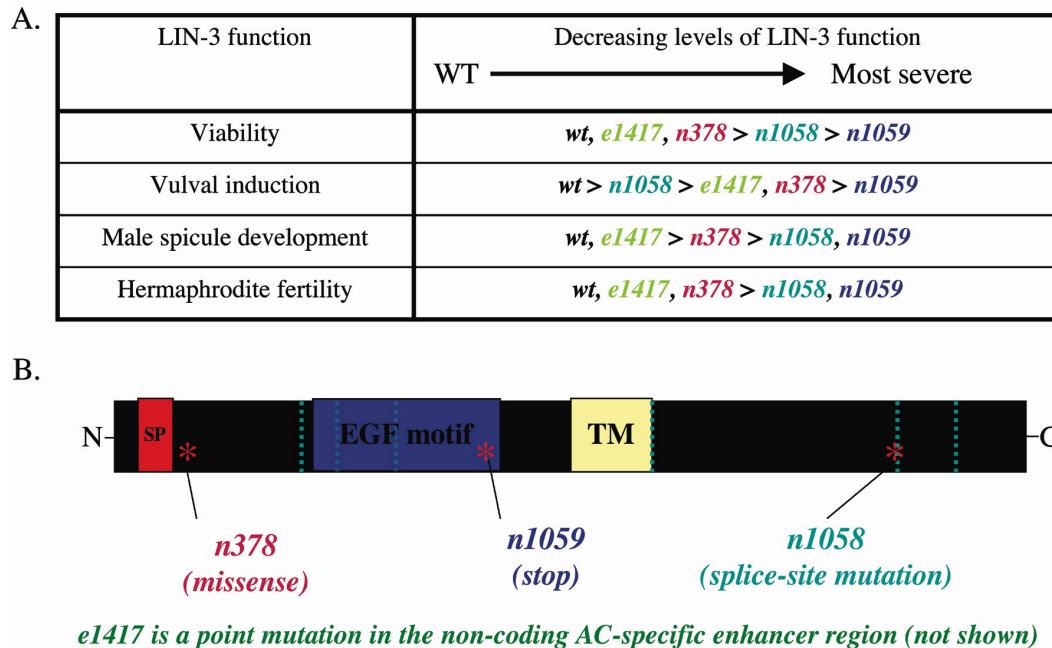 A.
LIN-3 function
Decreasing levels of LIN-3 function
WT Most severe
Viability
wt, e1417, n378 > n1058 > n1059
Vulval induction
wt > n1058 > e1417, n378 > n1059
Male spicule development
wt, e1417 > n378 > n1058, n1059
Hermaphrodite fertility
wt, e1417, n378 > n1058, n1059
B.
N SP * EGF motif * TM * C
n378 n1059 n1058
(missense) (stop) (splice-site mutation)
e1417 is a point mutation in the non-coding AC-specific enhancer region (not shown)